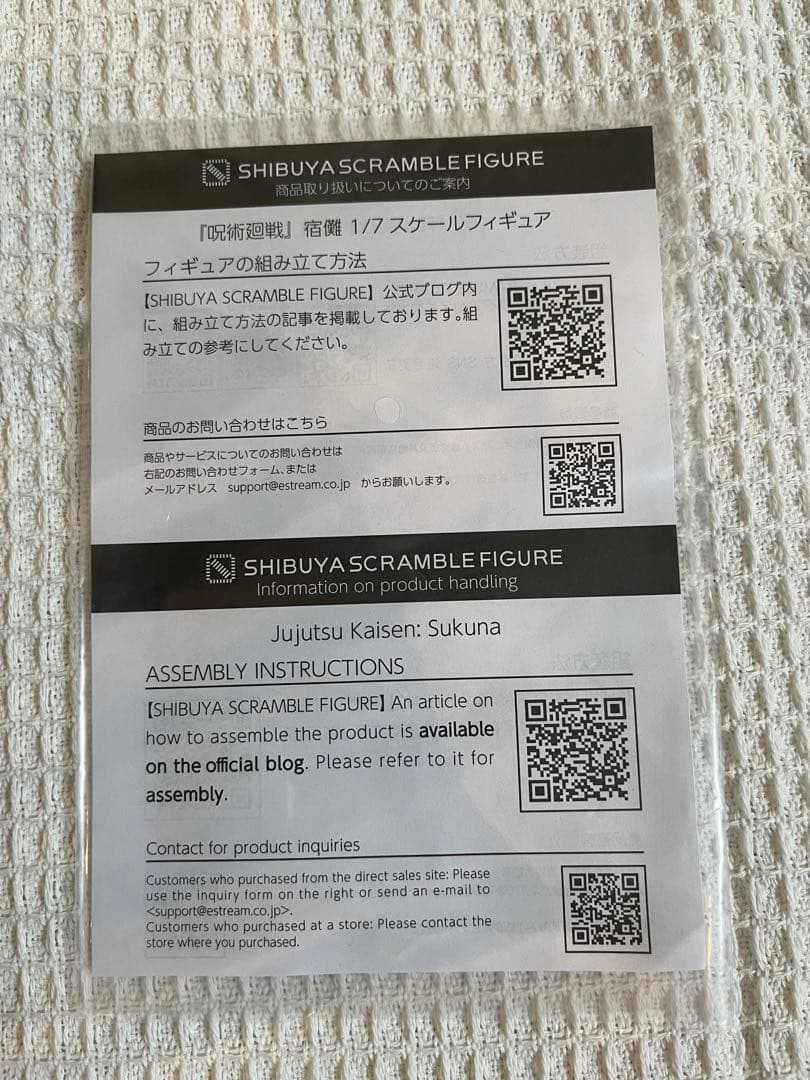 SHIBUYA SCRAMBLE FIGURE
商品取り扱いについてのご案内
『呪術廻戦』 宿儺 1/7 スケールフィギュア
フィギュアの組み立て方法
【SHIBUYA SCRAMBLE FIGURE】公式ブログ内
に、組み立て方法の記事を掲載しております。組
み立ての参考にしてください。
商品のお問い合わせはこちら
商品やサービスについてのお問い合わせは
右記のお問い合わせフォーム、または
メールアドレス support@estream.co.jp からお願いします。
SHIBUYA SCRAMBLE FIGURE
Information on product handling
Jujutsu Kaisen: Sukuna
ASSEMBLY INSTRUCTIONS
【SHIBUYA SCRAMBLE FIGURE】An article on
how to assemble the product is available
on the official blog. Please refer to it for
assembly.
Contact for product inquiries
Customers who purchased from the direct sales site: Please
use the inquiry form on the right or send an e-mail to
<support@estream.co.jp>.
Customers who purchased at a store: Please contact the
store where you purchased.